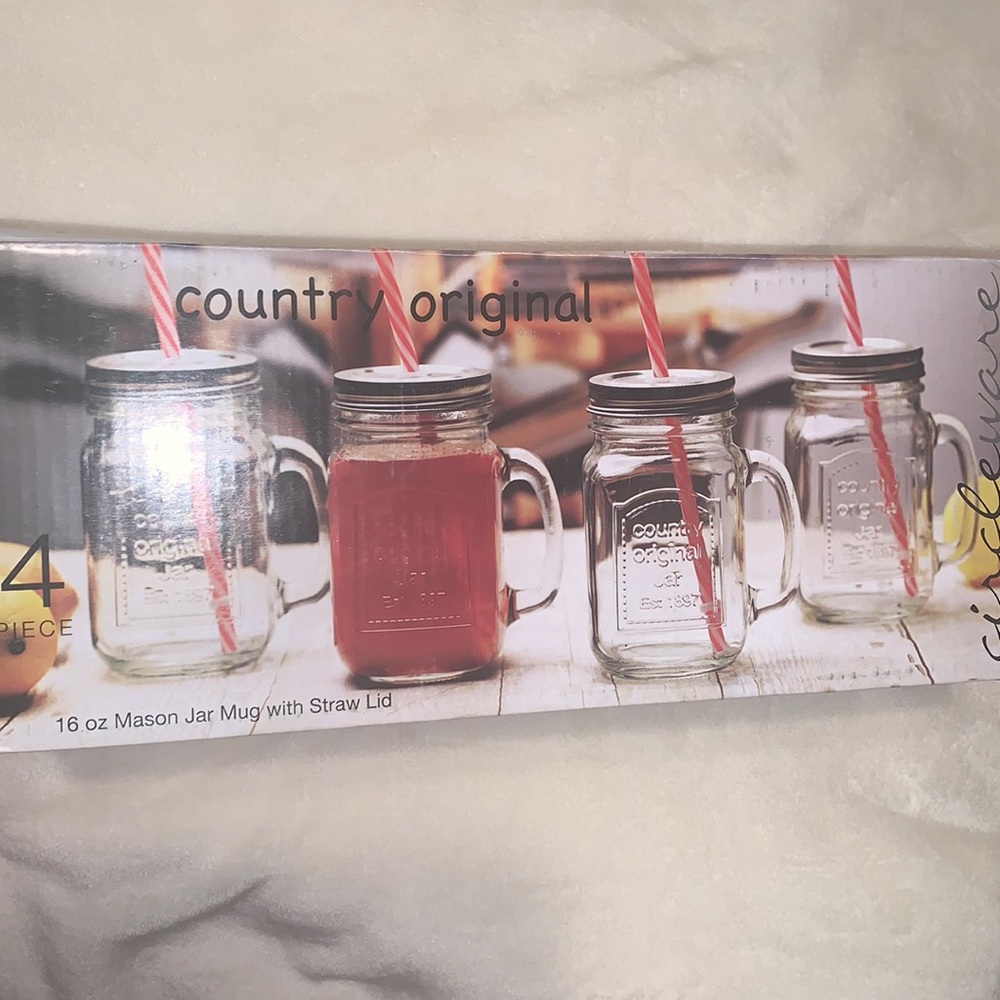 country original
country
original
Jar
Est 1897
4
PIECE
16 oz Mason Jar Mug with Straw Lid
circleware